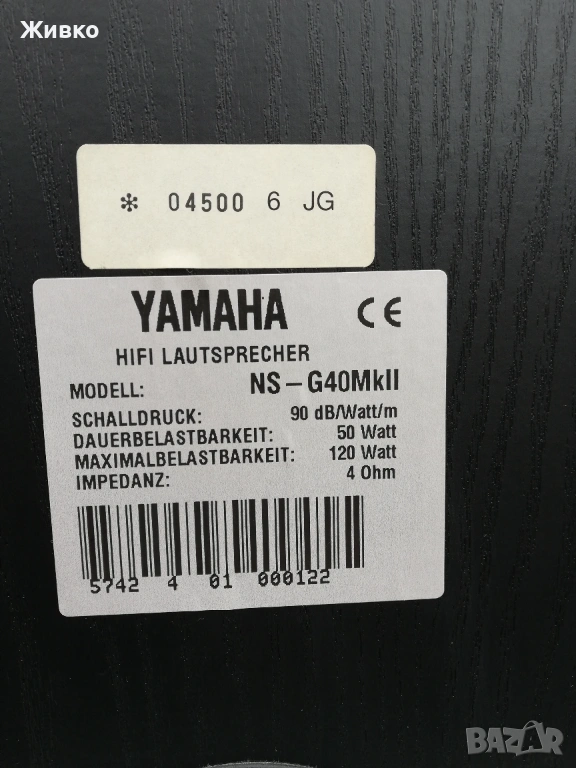 Живко
* 04500 6 JG
YAMAHA CE
HIFI LAUTSPRECHER
MODELL: NS-G40MkII
SCHALLDRUCK: 90 dB/Watt/m
DAUERBELASTBARKEIT: 50 Watt
MAXIMALBELASTBARKEIT: 120 Watt
IMPEDANZ: 4 Ohm
5742 4 01 000122
BAZAR